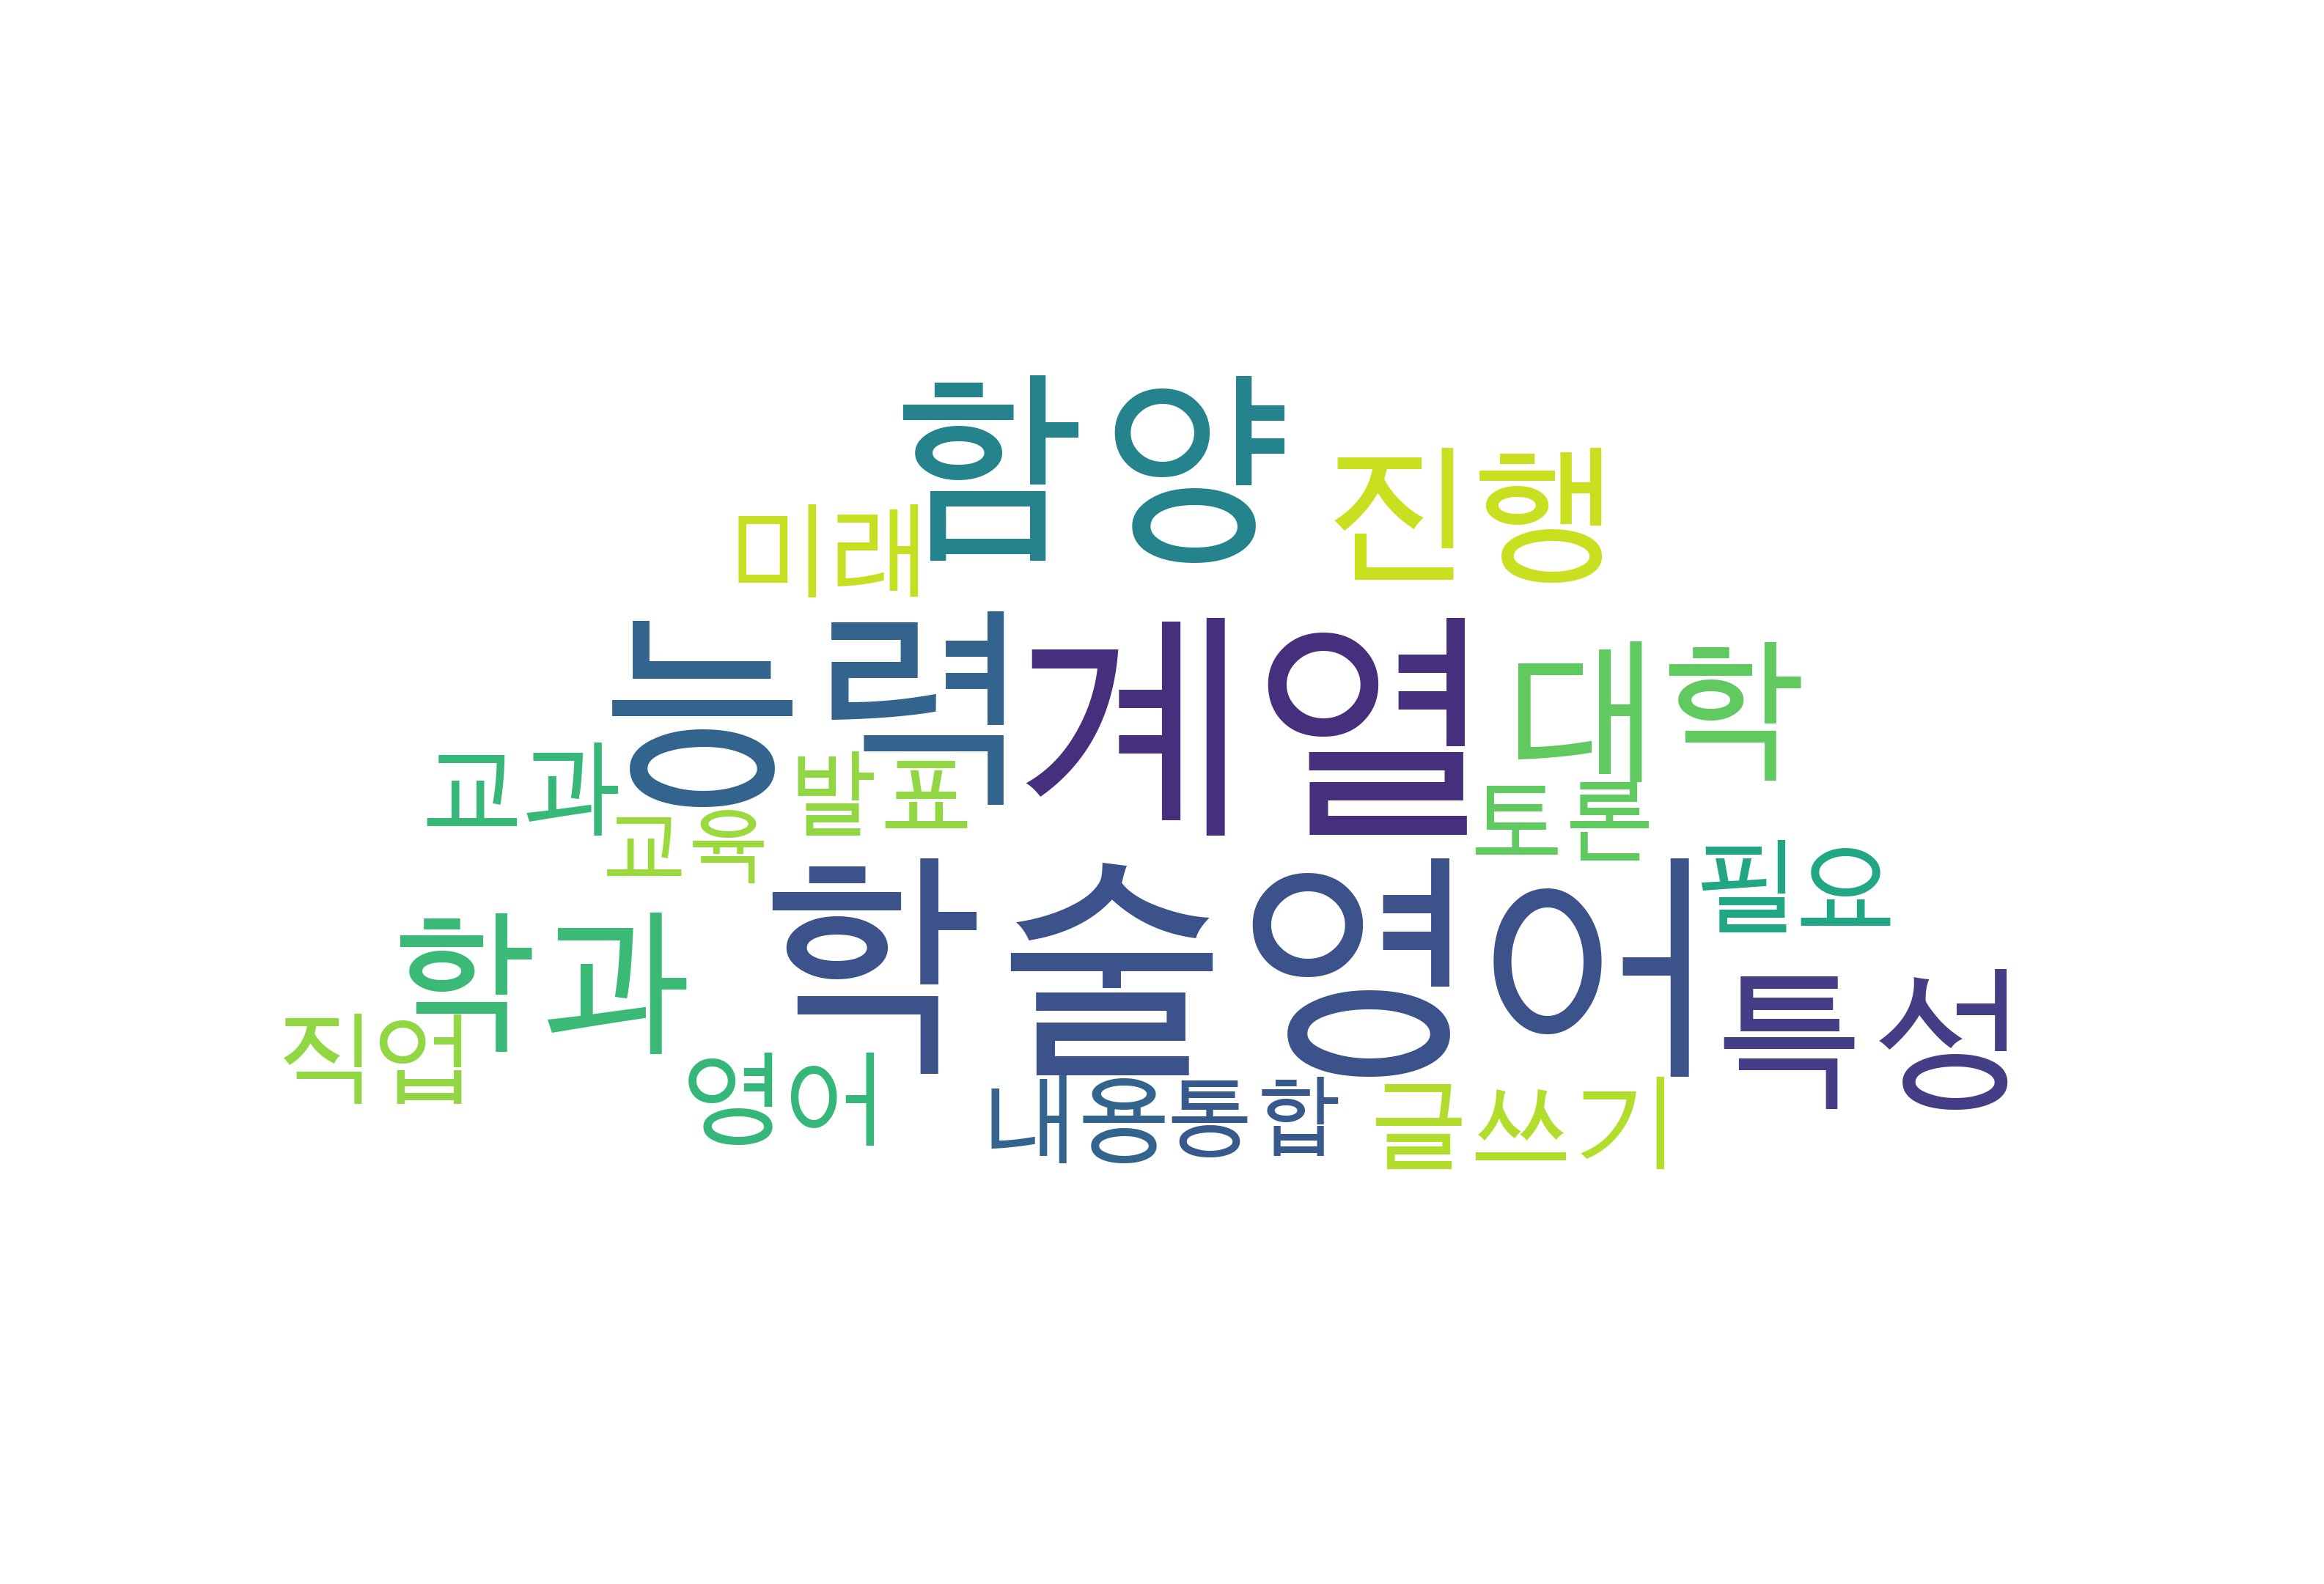 함양
진행
미래
능력
계열
대학
교과
발표
교육
토론
필요
학술영어
학과
특성
직업
영어
내용통합
글쓰기